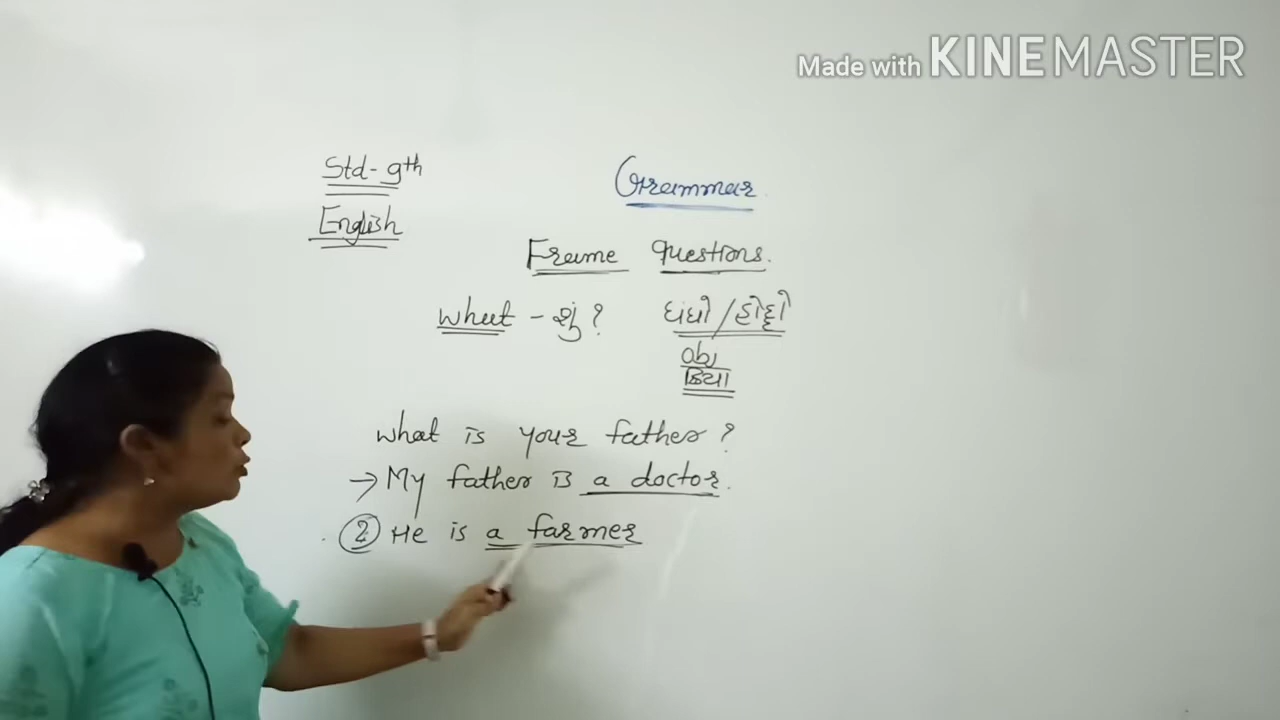 Made with KINEMASTER
Std-9th
Grammar.
English
Frame Questions.
What - શું ? ધંધો/હોદ્દો
obj
ક્રિયા
What is your father ?
→ My father is a doctor.
② He is a farmer